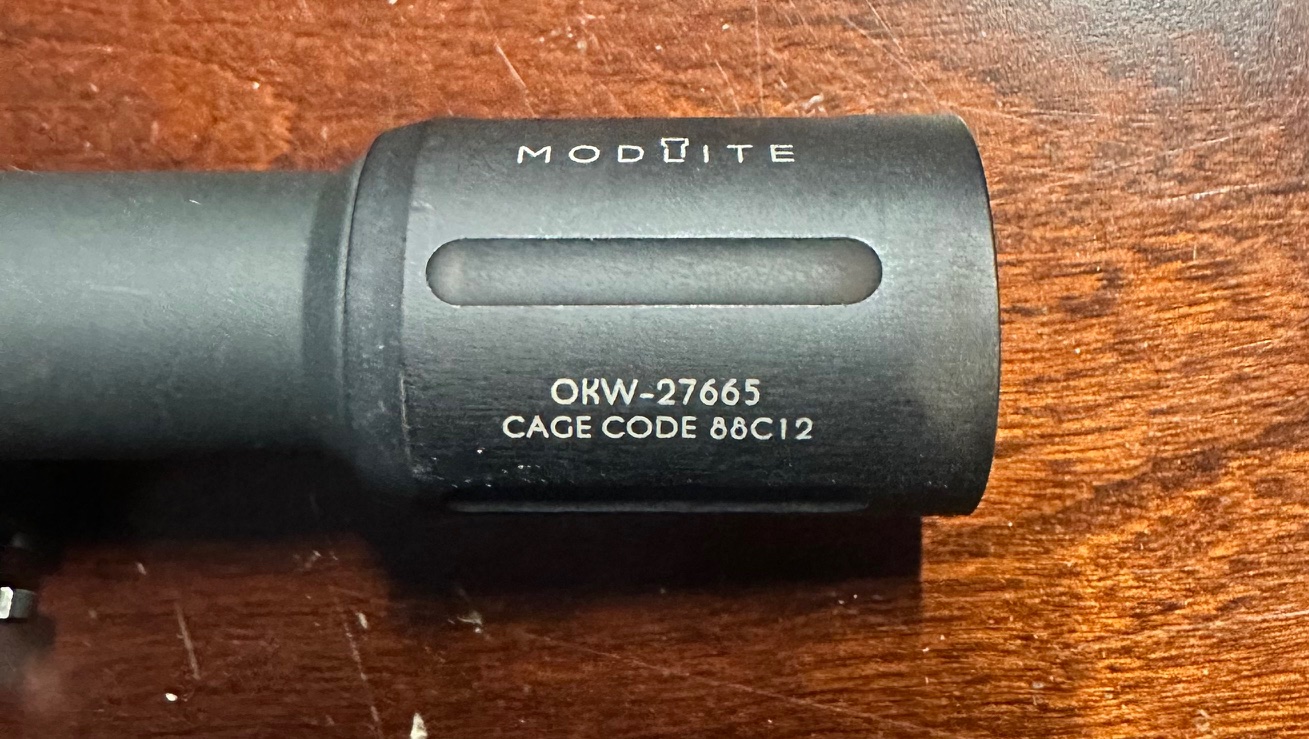 MODLITE
OKW-27665
CAGE CODE 88C12